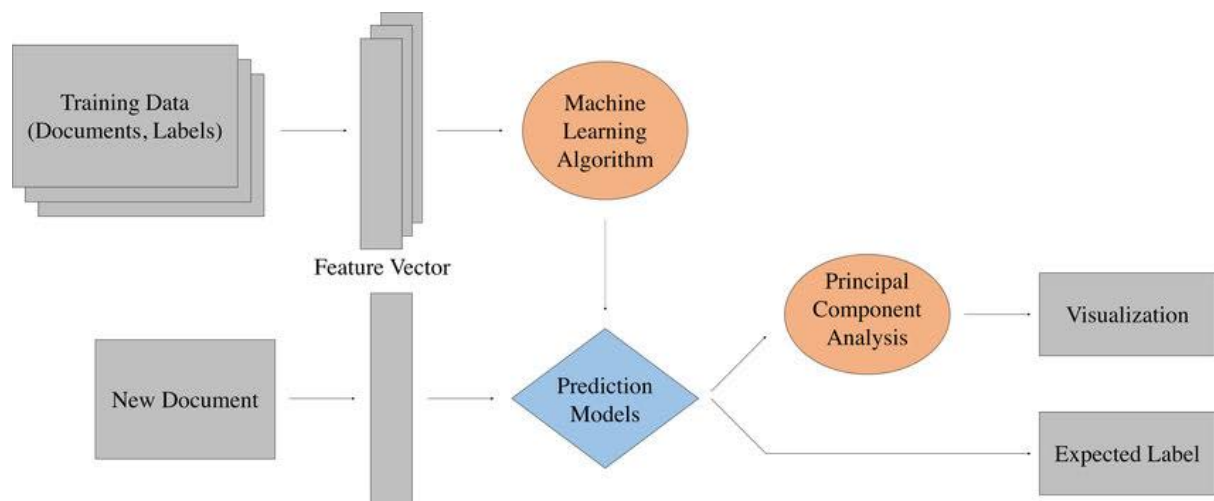 Training Data
(Documents, Labels)
Machine
Learning
Algorithm
Feature Vector
Principal
Component
Analysis
Visualization
New Document
Prediction
Models
Expected Label